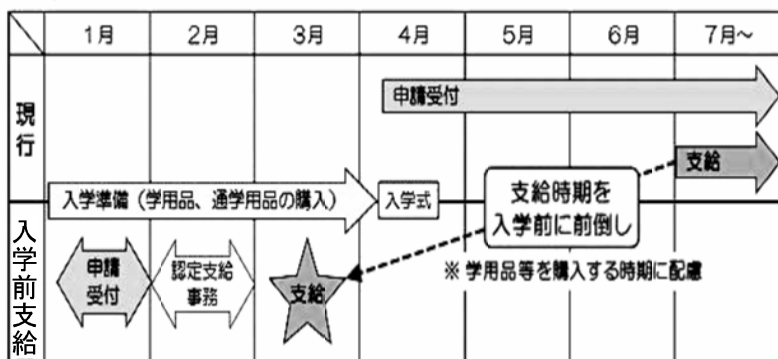 1月 2月 3月 4月 5月 6月 7月～
現行
申請受付
支給
入学準備（学用品、通学用品の購入）
入学式
支給時期を
入学前に前倒し
※ 学用品等を購入する時期に配慮
入学前支給
申請
受付
認定支給
事務
支給